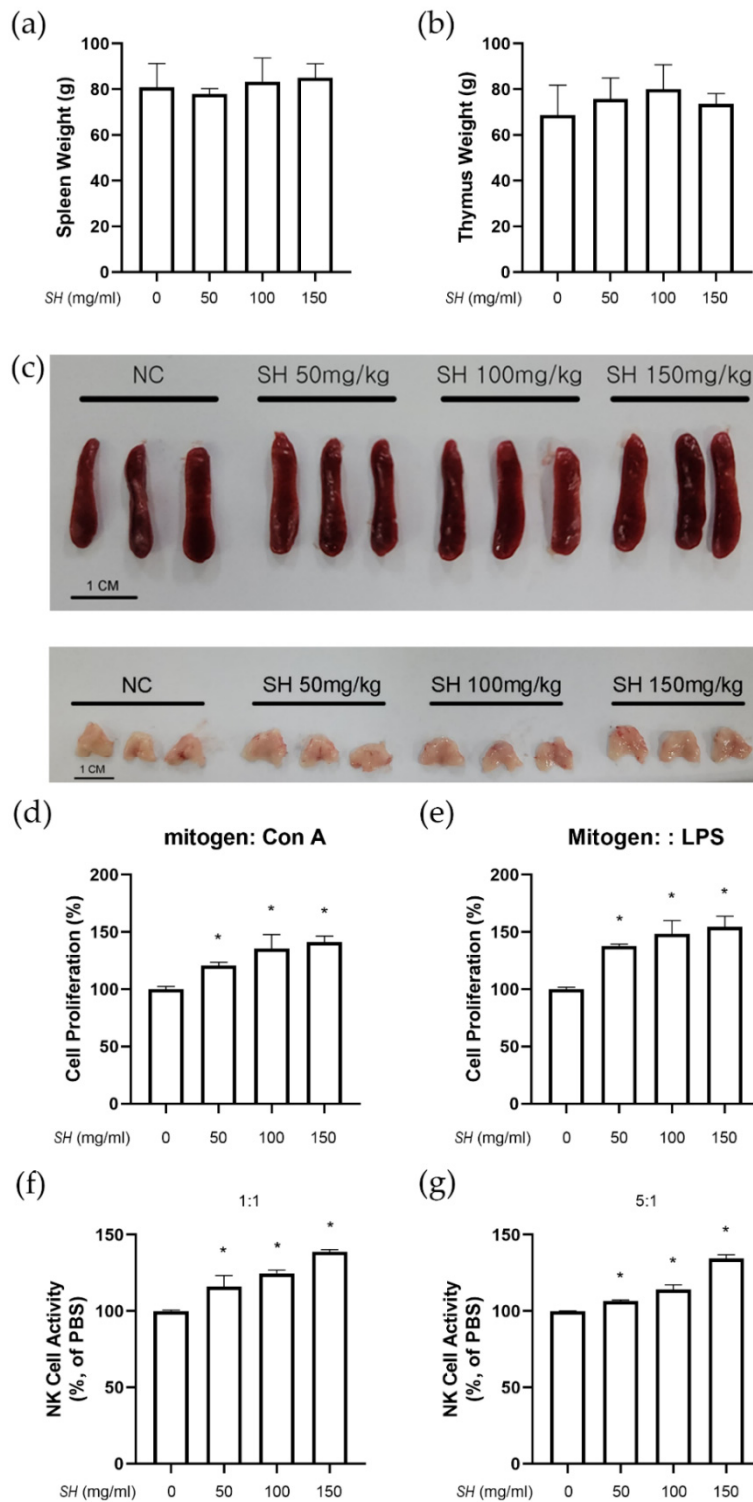 (a)
Spleen Weight (g)
100
80
60
40
20
0
SH (mg/ml) 0 50 100 150
(b)
Thymus Weight (g)
100
80
60
40
20
0
SH (mg/ml) 0 50 100 150
(c)
NC SH 50mg/kg SH 100mg/kg SH 150mg/kg
1 CM
NC SH 50mg/kg SH 100mg/kg SH 150mg/kg
1 CM
(d)
mitogen: Con A
Cell Proliferation (%)
200
150
100
50
0
* * *
SH (mg/ml) 0 50 100 150
(e)
Mitogen: : LPS
Cell Proliferation (%)
200
150
100
50
0
* * *
SH (mg/ml) 0 50 100 150
(f)
1:1
NK Cell Activity
(%, of PBS)
150
100
50
0
* * *
SH (mg/ml) 0 50 100 150
(g)
5:1
NK Cell Activity
(%, of PBS)
150
100
50
0
* * *
SH (mg/ml) 0 50 100 150